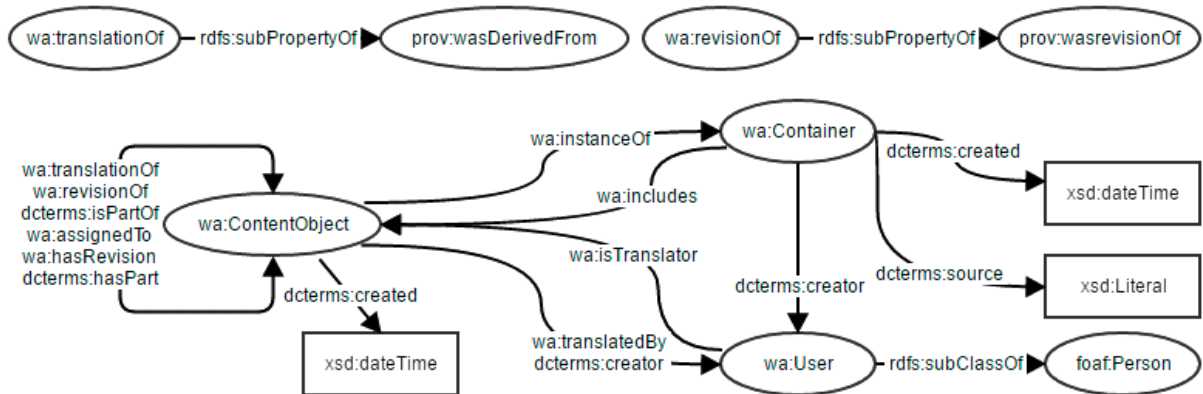 wa:translationOf rdfs:subPropertyOf prov:wasDerivedFrom wa:revisionOf rdfs:subPropertyOf prov:wasrevisionOf
wa:instanceOf
wa:Container
dcterms:created
xsd:dateTime
wa:translationOf
wa:revisionOf
dcterms:isPartOf
wa:assignedTo
wa:hasRevision
dcterms:hasPart
wa:ContentObject
wa:includes
wa:isTranslator
dcterms:creator
dcterms:source
xsd:Literal
dcterms:created
xsd:dateTime
wa:translatedBy
dcterms:creator
wa:User
rdfs:subClassOf
foaf:Person